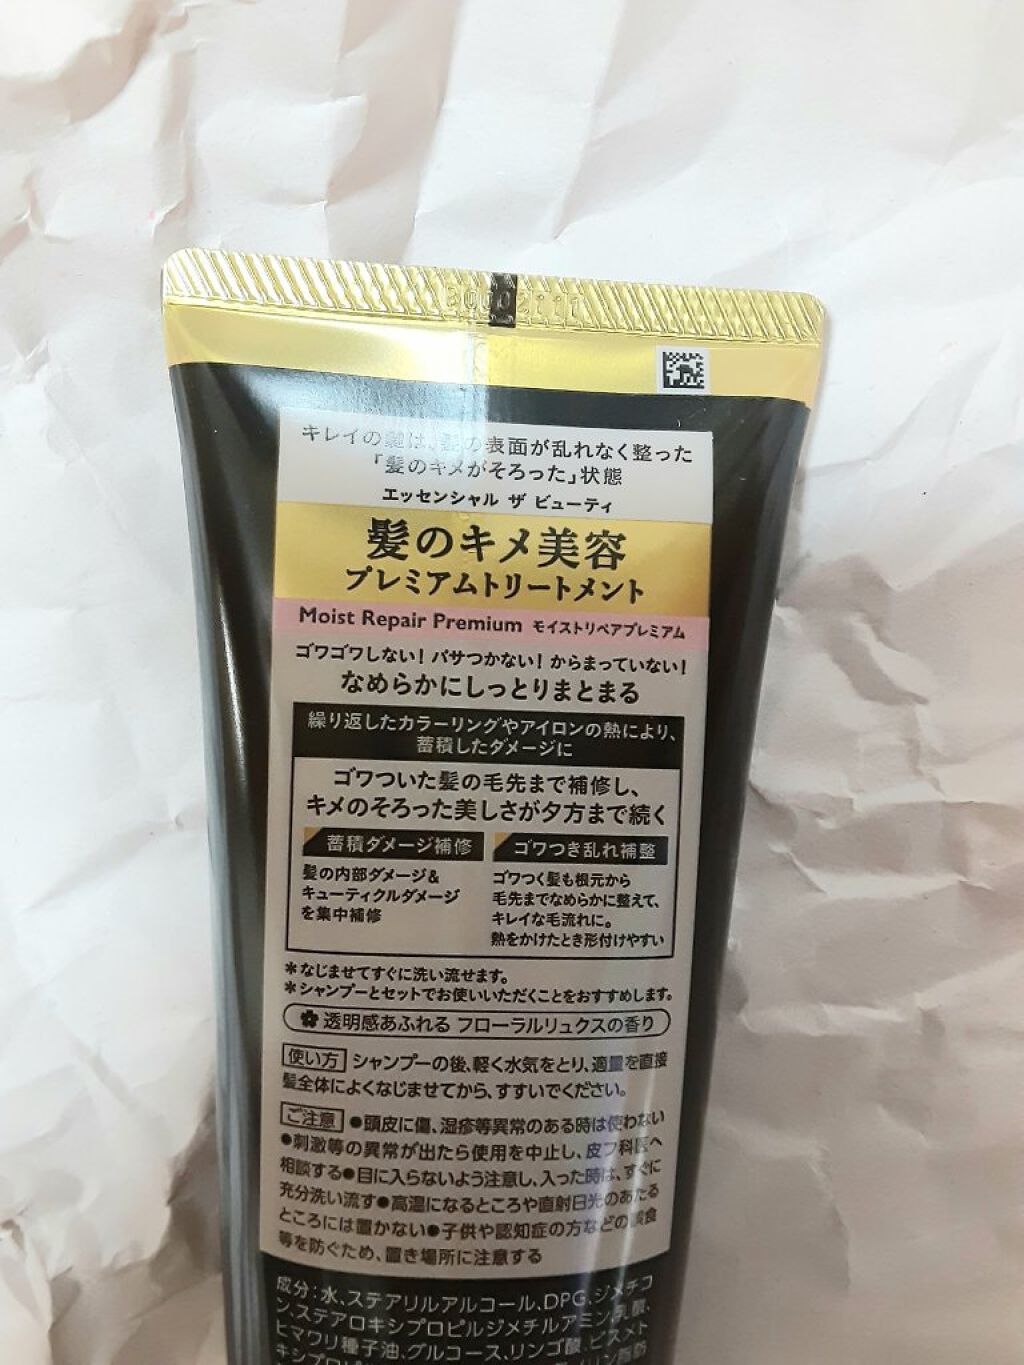 キレイの鍵は、髪の表面が乱れなく整った
「髪のキメがそろった」状態
エッセンシャル ザ ビューティ
髪のキメ美容
プレミアムトリートメント
Moist Repair Premium モイストリペアプレミアム
ゴワゴワしない! パサつかない! からまっていない!
なめらかにしっとりまとまる
繰り返したカラーリングやアイロンの熱により、
蓄積したダメージに
ゴワついた髪の毛先まで補修し、
キメのそろった美しさが夕方まで続く
蓄積ダメージ補修
髪の内部ダメージ&
キューティクルダメージ
を集中補修
ゴワつき乱れ補整
ゴワつく髪も根元から
毛先までなめらかに整えて、
キレイな毛流れに。
熱をかけたとき形付けやすい
*なじませてすぐに洗い流せます。
*シャンプーとセットでお使いいただくことをおすすめします。
透明感あふれる フローラルリュクスの香り
使い方 シャンプーの後、軽く水気をとり、適量を直接
髪全体によくなじませてから、すすいでください。
ご注意 ●頭皮に傷、湿疹等異常のある時は使わない
●刺激等の異常が出たら使用を中止し、皮フ科医へ
相談する●目に入らないよう注意し、入った時は、すぐに
充分洗い流す●高温になるところや直射日光のあたる
ところには置かない●子供や認知症の方などの誤食
等を防ぐため、置き場所に注意する
成分:水、ステアリルアルコール、DPG、ジメチコ
ン、ステアロキシプロピルジメチルアミン、乳酸、
ヒマワリ種子油、グルコース、リンゴ酸、ビスメト
キシプロピ